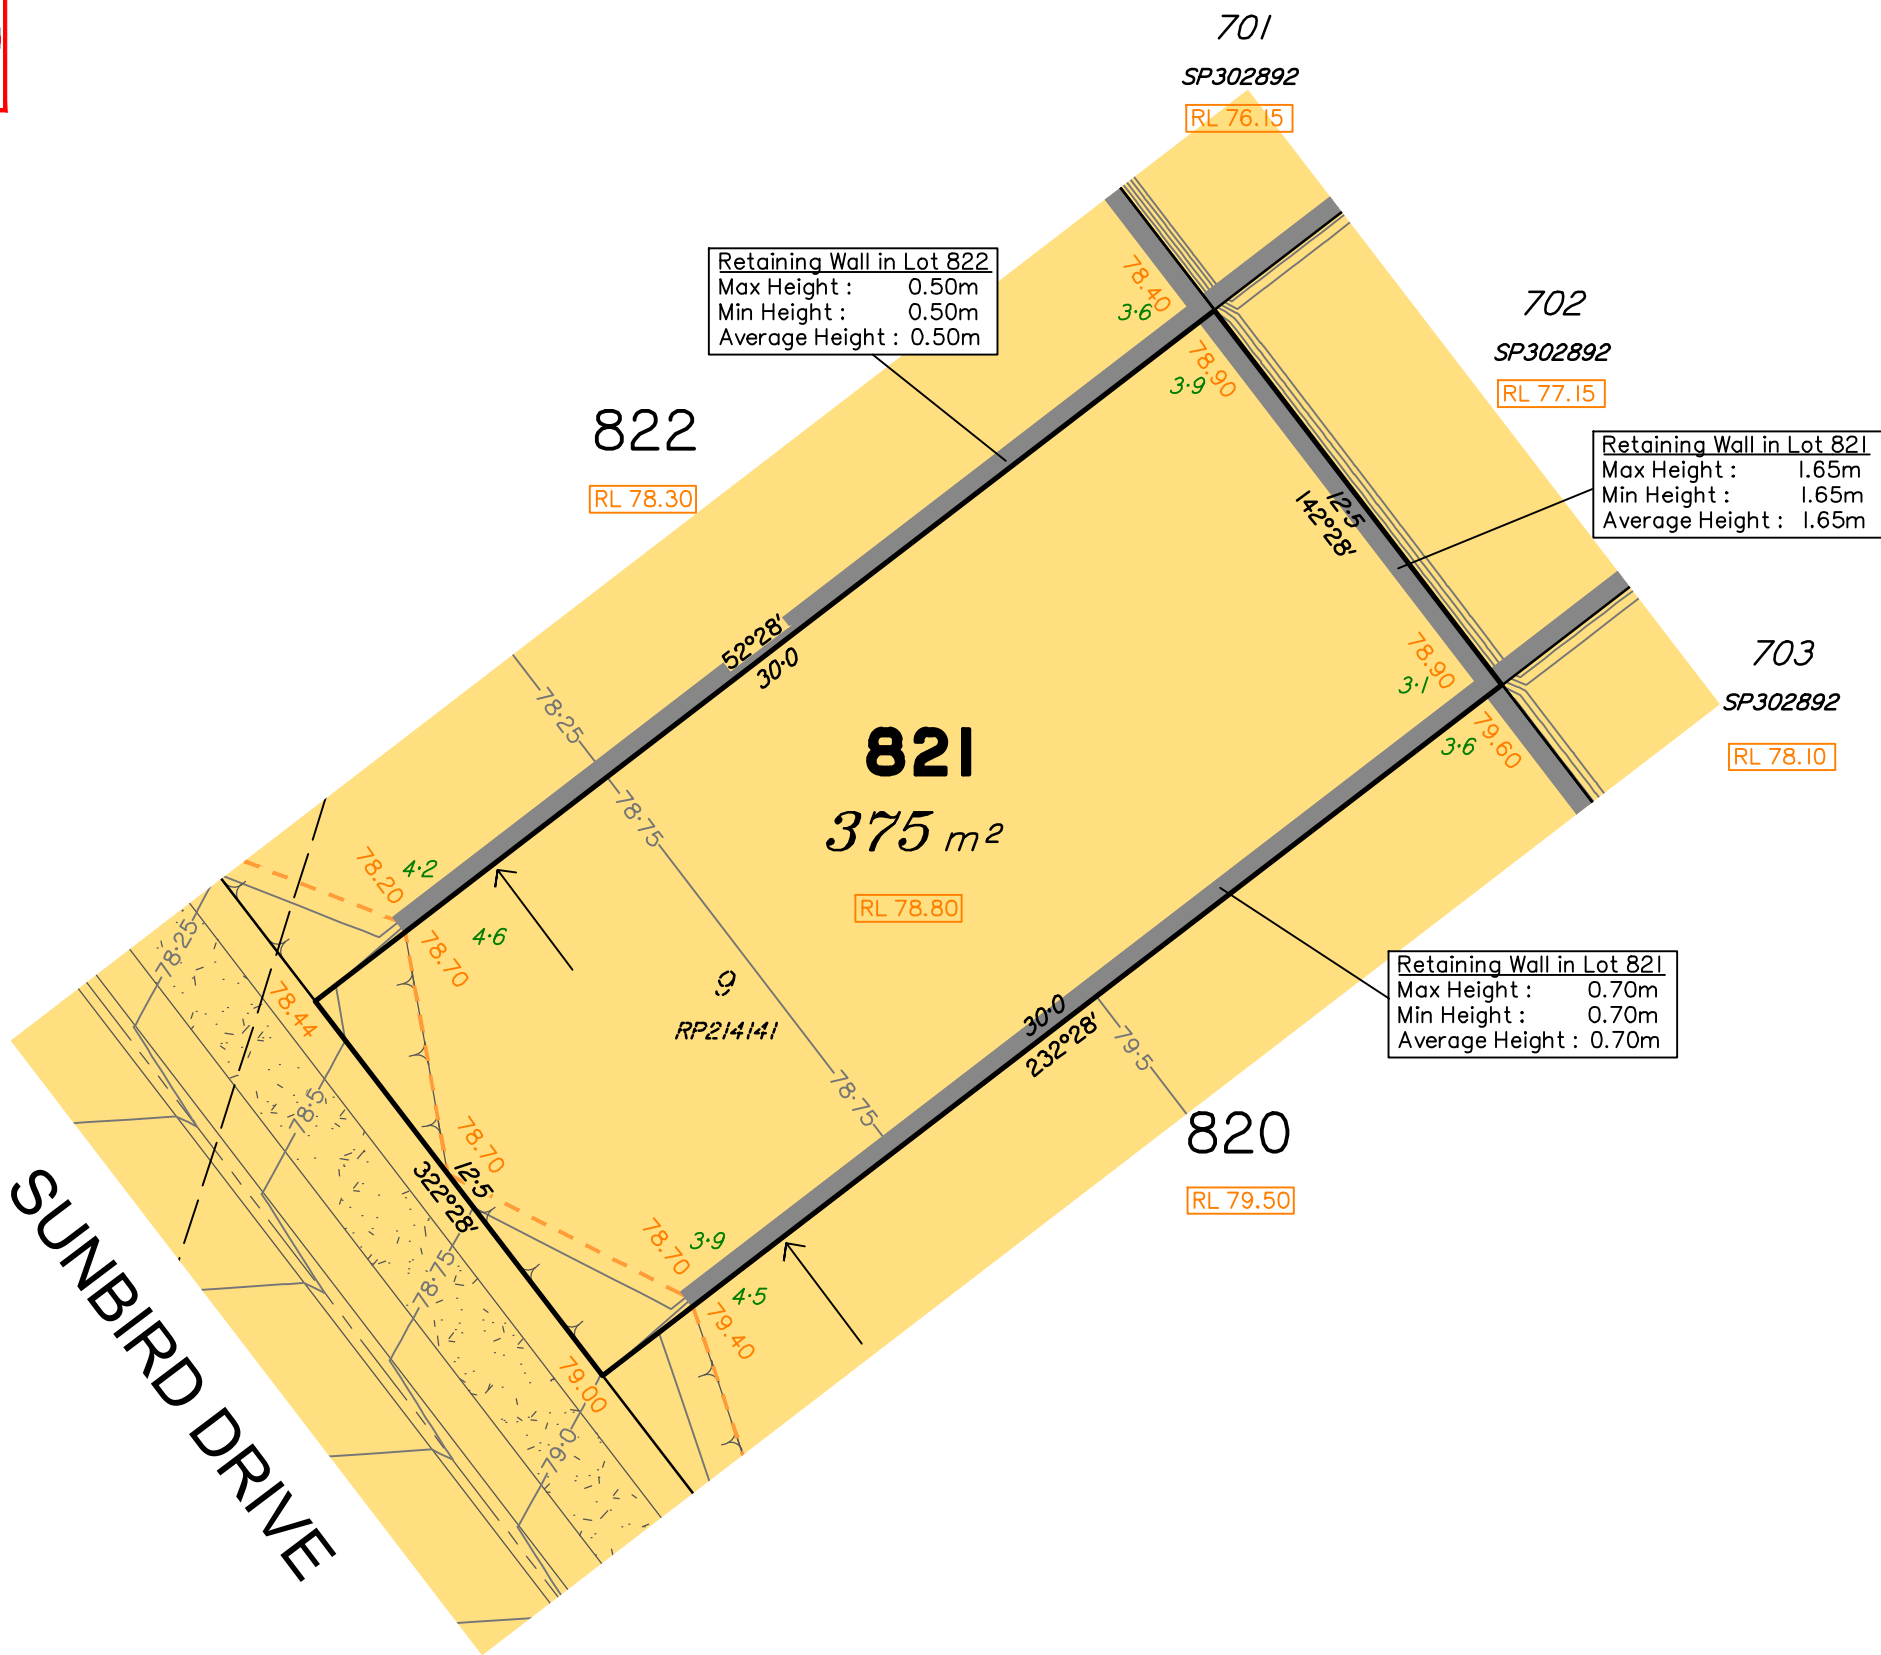 701
SP302892
RL 76.15
Retaining Wall in Lot 822
Max Height : 0.50m
Min Height : 0.50m
Average Height : 0.50m
78.40
3·6
78.90
3·9
702
SP302892
RL 77.15
822
RL 78.30
Retaining Wall in Lot 821
Max Height : 1.65m
Min Height : 1.65m
Average Height : 1.65m
12·5
142°28'
52°28'
30·0
78·25
78.90
3·1
703
SP302892
RL 78.10
79.60
3·6
821
375 m²
RL 78.80
78·75
78.20
4·2
78.70
4·6
78·25
78.44
9
RP214141
Retaining Wall in Lot 821
Max Height : 0.70m
Min Height : 0.70m
Average Height : 0.70m
30·0
232°28'
79·5
78·75
78·5
820
RL 79.50
78.70
12·5
322°28'
78.70
3·9
78·75
4·5
79.40
79.00
79·0
SUNBIRD DRIVE